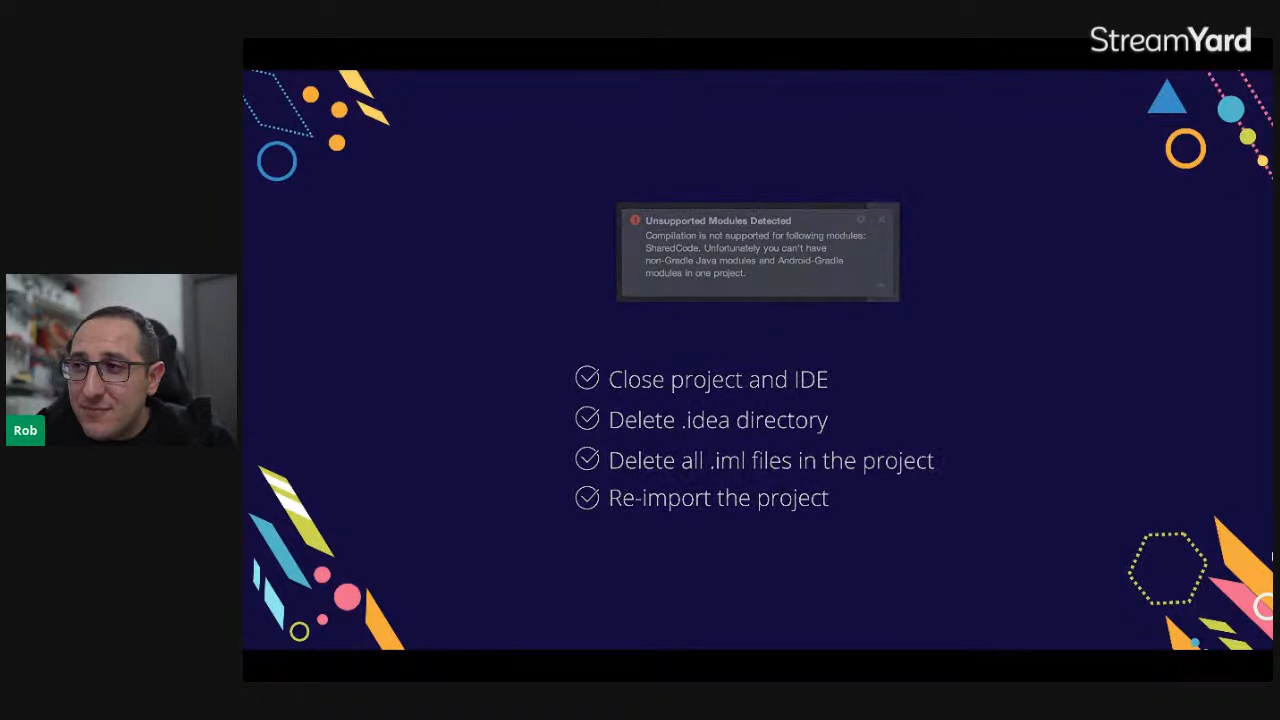 StreamYard
Unsupported Modules Detected
Compilation is not supported for following modules:
SharedCode. Unfortunately you can't have
non-Gradle Java modules and Android-Gradle
modules in one project.
Close project and IDE
Delete .idea directory
Delete all .iml files in the project
Re-import the project
Rob